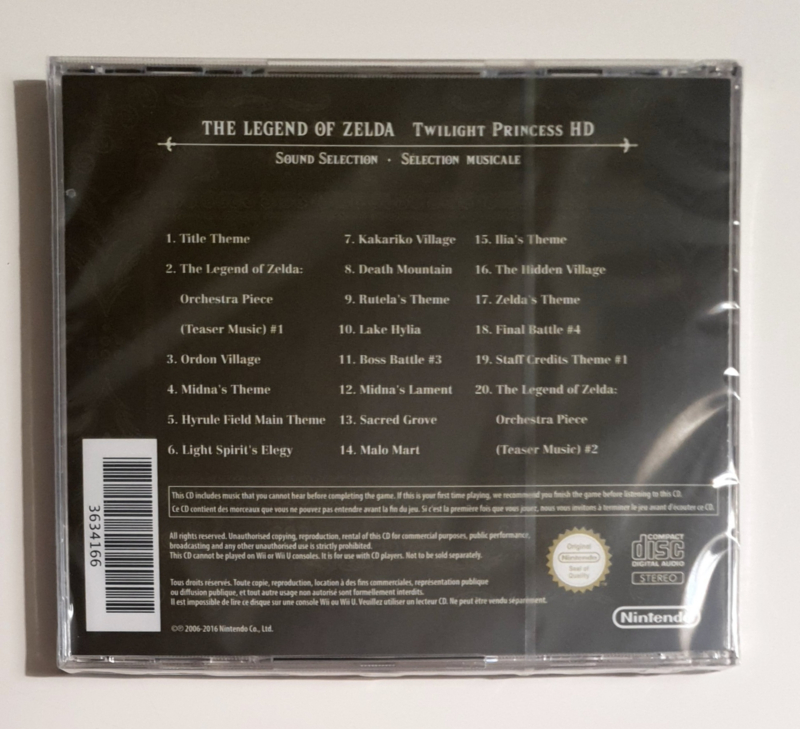 THE LEGEND OF ZELDA TWILIGHT PRINCESS HD
SOUND SELECTION · SÉLECTION MUSICALE
1. Title Theme
2. The Legend of Zelda:
Orchestra Piece
(Teaser Music) #1
3. Ordon Village
4. Midna's Theme
5. Hyrule Field Main Theme
6. Light Spirit's Elegy
7. Kakariko Village
8. Death Mountain
9. Rutela's Theme
10. Lake Hylia
11. Boss Battle #3
12. Midna's Lament
13. Sacred Grove
14. Malo Mart
15. Ilia's Theme
16. The Hidden Village
17. Zelda's Theme
18. Final Battle #4
19. Staff Credits Theme #1
20. The Legend of Zelda:
Orchestra Piece
(Teaser Music) #2
This CD includes music that you cannot hear before completing the game. If this is your first time playing, we recommend you finish the game before listening to this CD.
Ce CD contient des morceaux que vous ne pouvez pas entendre avant la fin du jeu. Si c'est la première fois que vous jouez, nous vous invitons à terminer le jeu avant d'écouter ce CD.
All rights reserved. Unauthorised copying, reproduction, rental of this CD for commercial purposes, public performance,
broadcasting and any other unauthorised use is strictly prohibited.
This CD cannot be played on Wii or Wii U consoles. It is for use with CD players. Not to be sold separately.
Tous droits réservés. Toute copie, reproduction, location à des fins commerciales, représentation publique
ou diffusion publique, et tout autre usage non autorisé sont formellement interdits.
Il est impossible de lire ce disque sur une console Wii ou Wii U. Veuillez utiliser un lecteur CD. Ne peut être vendu séparément.
©℗ 2006-2016 Nintendo Co., Ltd.
3634166
Original
Nintendo
Seal of
Quality
COMPACT
disc
DIGITAL AUDIO
STEREO
Nintendo